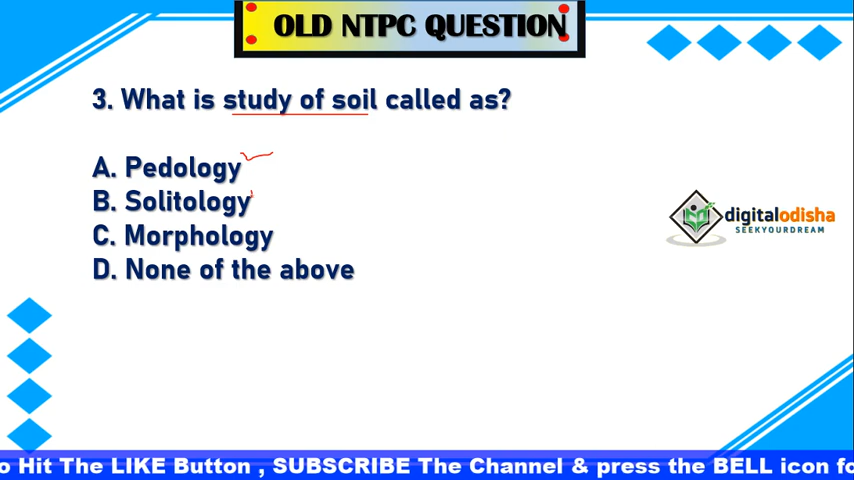 OLD NTPC QUESTION
3. What is study of soil called as?
A. Pedology
B. Solitology
C. Morphology
D. None of the above
digitalodisha
SEEKYOURDREAM
o Hit The LIKE Button , SUBSCRIBE The Channel & press the BELL icon fo